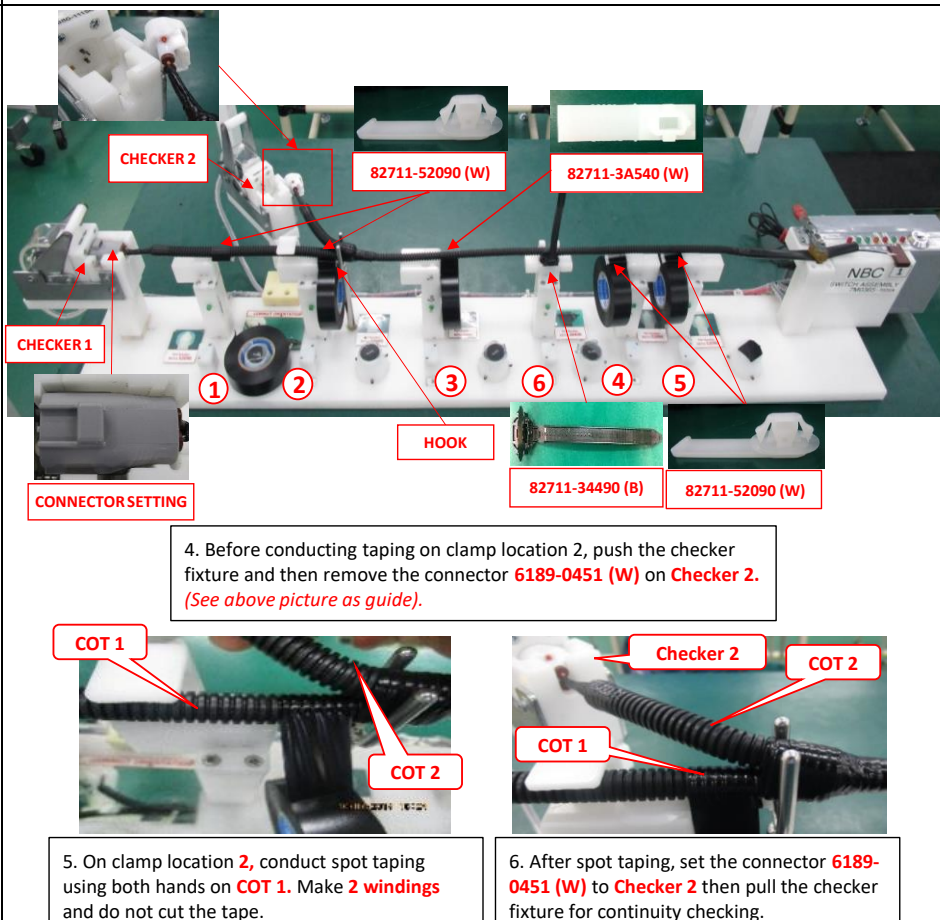 CHECKER 2
82711-52090 (W)
82711-3A540 (W)
NBC 1
SWITCH ASSEMBLY
CHECKER 1
1
2
3
6
4
5
HOOK
82711-34490 (B)
82711-52090 (W)
CONNECTOR SETTING
4. Before conducting taping on clamp location 2, push the checker
fixture and then remove the connector 6189-0451 (W) on Checker 2.
(See above picture as guide).
COT 1
COT 2
Checker 2
COT 2
COT 1
5. On clamp location 2, conduct spot taping
using both hands on COT 1. Make 2 windings
and do not cut the tape.
6. After spot taping, set the connector 6189-
0451 (W) to Checker 2 then pull the checker
fixture for continuity checking.